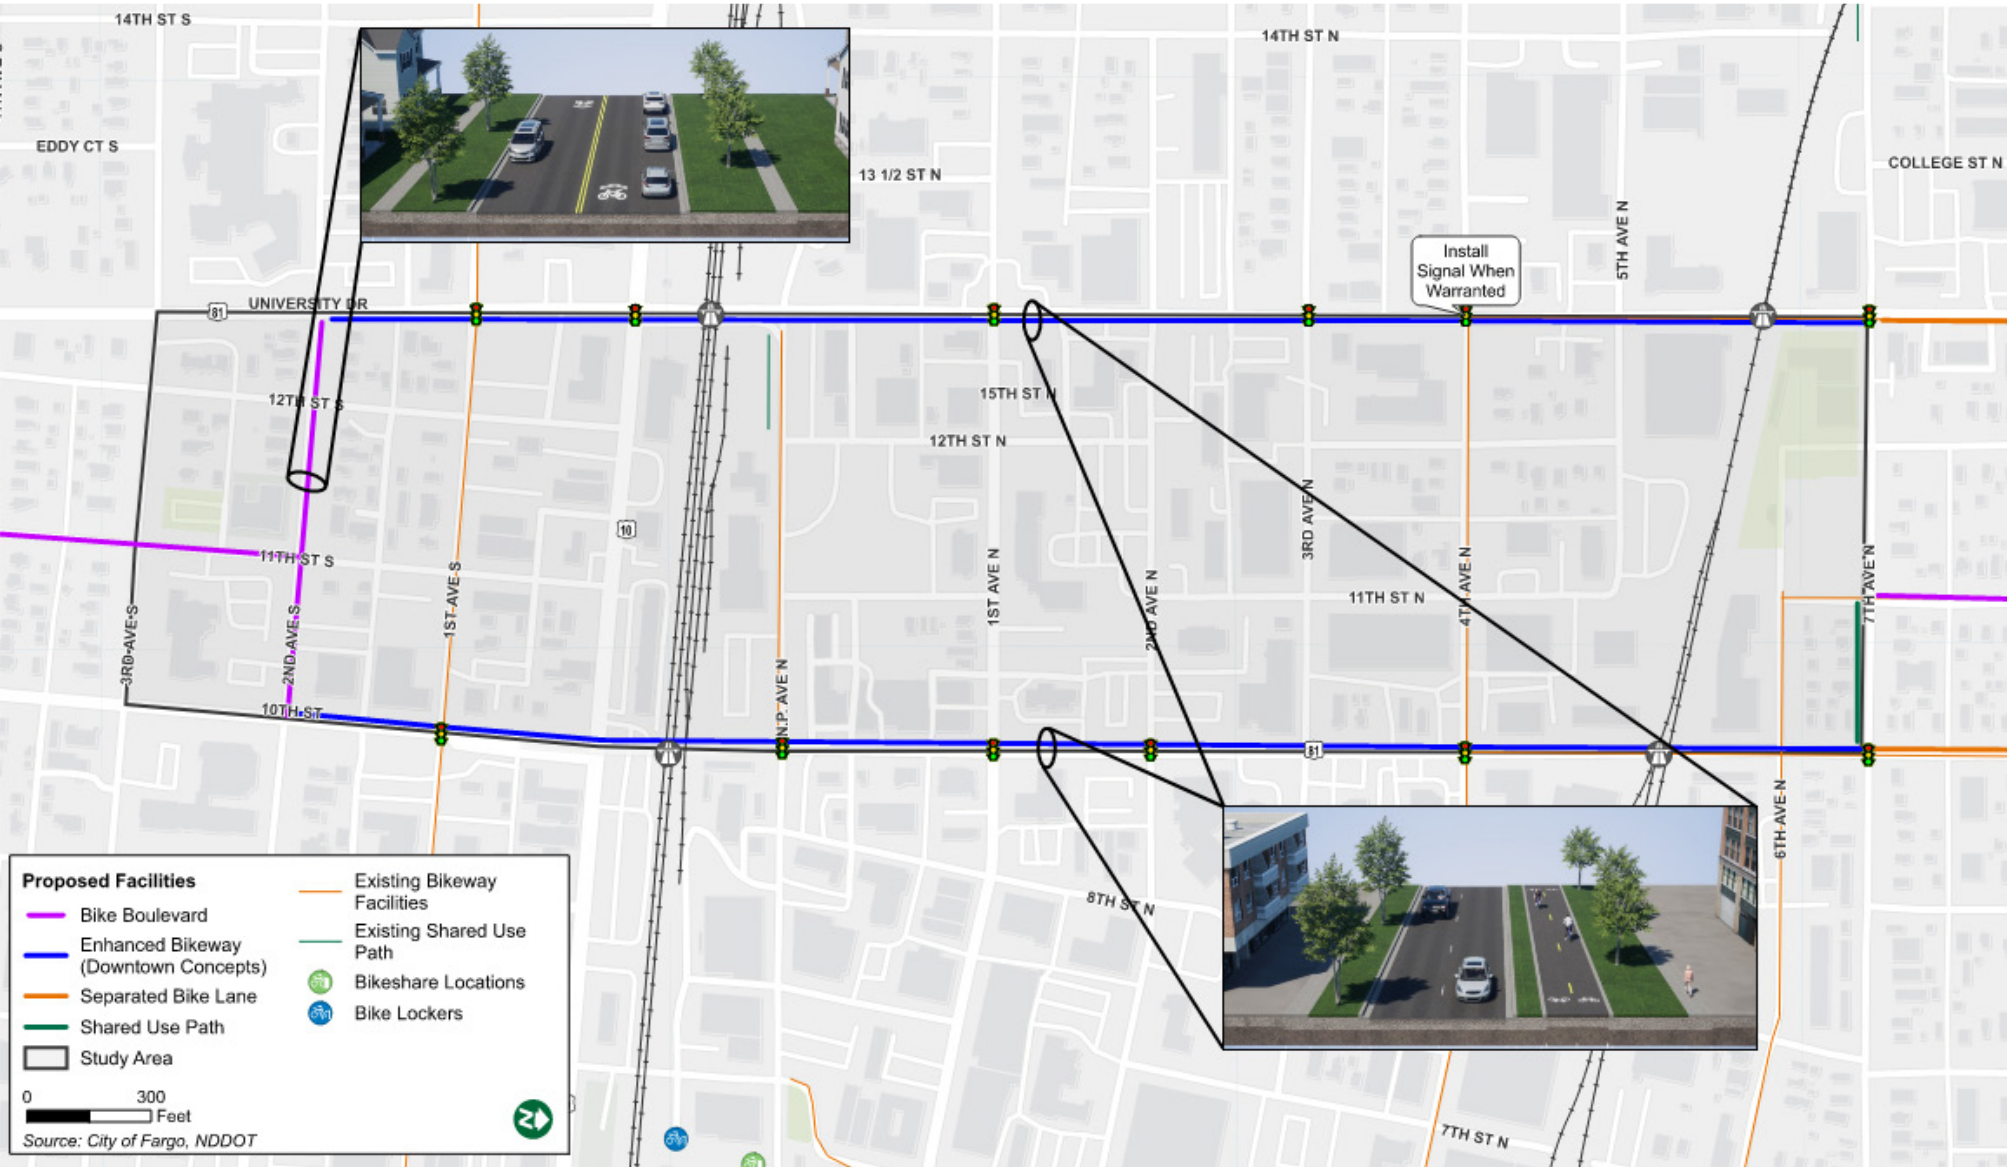 14TH ST S
14TH ST N
EDDY CT S
13 1/2 ST N
COLLEGE ST N
5TH AVE N
Install
Signal When
Warranted
81
UNIVERSITY DR
12TH ST S
15TH ST N
12TH ST N
10
3RD AVE N
11TH ST S
1ST AVE S
1ST AVE N
2ND AVE N
11TH ST N
4TH AVE N
7TH AVE N
3RD AVE S
2ND AVE S
N.P. AVE N
10TH ST
81
6TH AVE N
8TH ST N
7TH ST N
Proposed Facilities
Bike Boulevard
Enhanced Bikeway
(Downtown Concepts)
Separated Bike Lane
Shared Use Path
Study Area
Existing Bikeway
Facilities
Existing Shared Use
Path
Bikeshare Locations
Bike Lockers
0 300
Feet
N
Source: City of Fargo, NDDOT